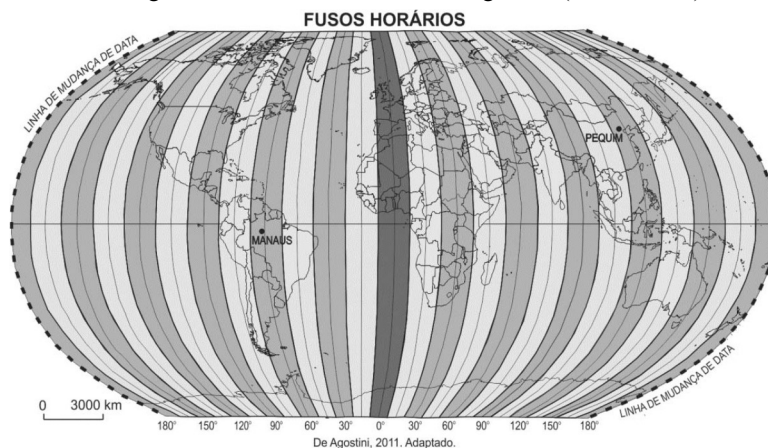 FUSOS HORÁRIOS
LINHA DE MUDANÇA DE DATA
PEQUIM
MANAUS
LINHA DE MUDANÇA DE DATA
0 3000 km
180° 150° 120° 90° 60° 30° 0° 30° 60° 90° 120° 150° 180°
De Agostini, 2011. Adaptado.